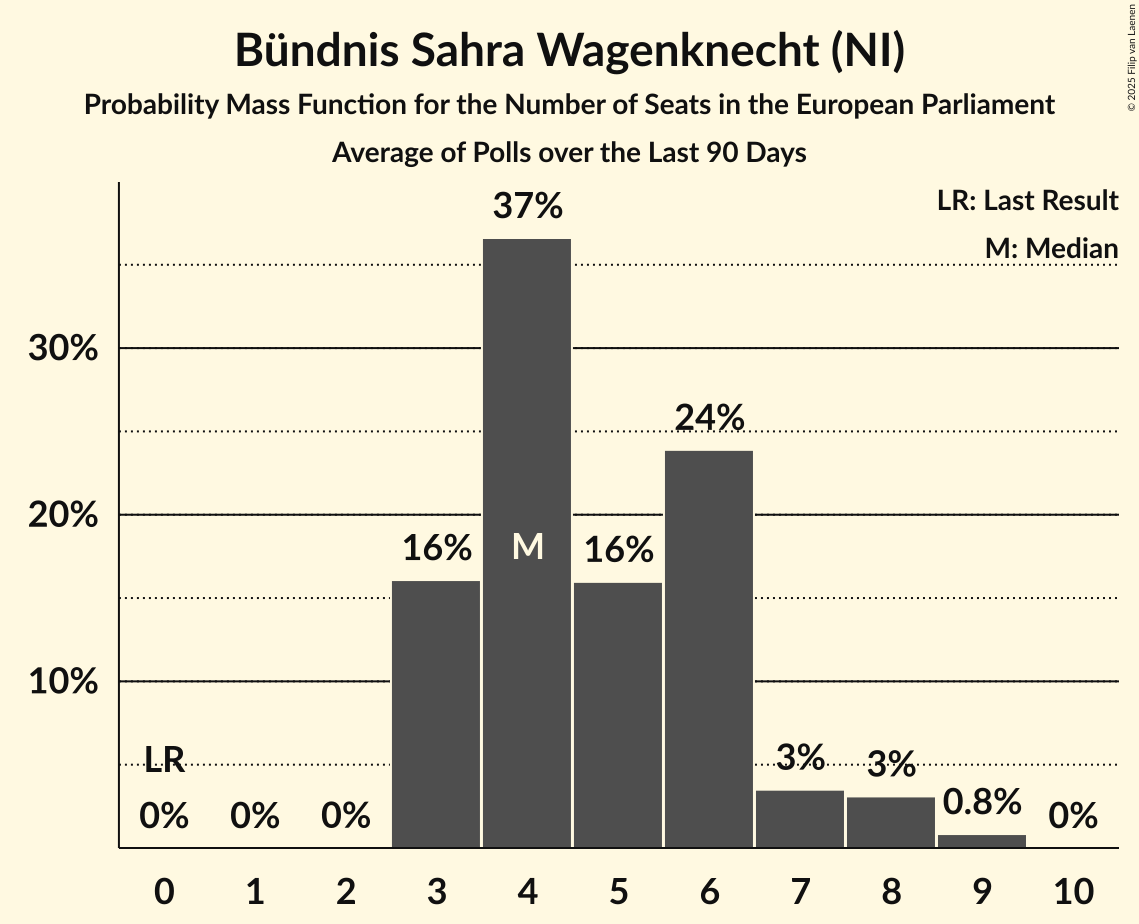 Bündnis Sahra Wagenknecht (NI)
Probability Mass Function for the Number of Seats in the European Parliament
Average of Polls over the Last 90 Days
© 2025 Filip van Laenen
LR: Last Result
M: Median
30%
20%
10%
LR
0%
0%
0%
16%
37%
M
16%
24%
3%
3%
0.8%
0%
0 1 2 3 4 5 6 7 8 9 10